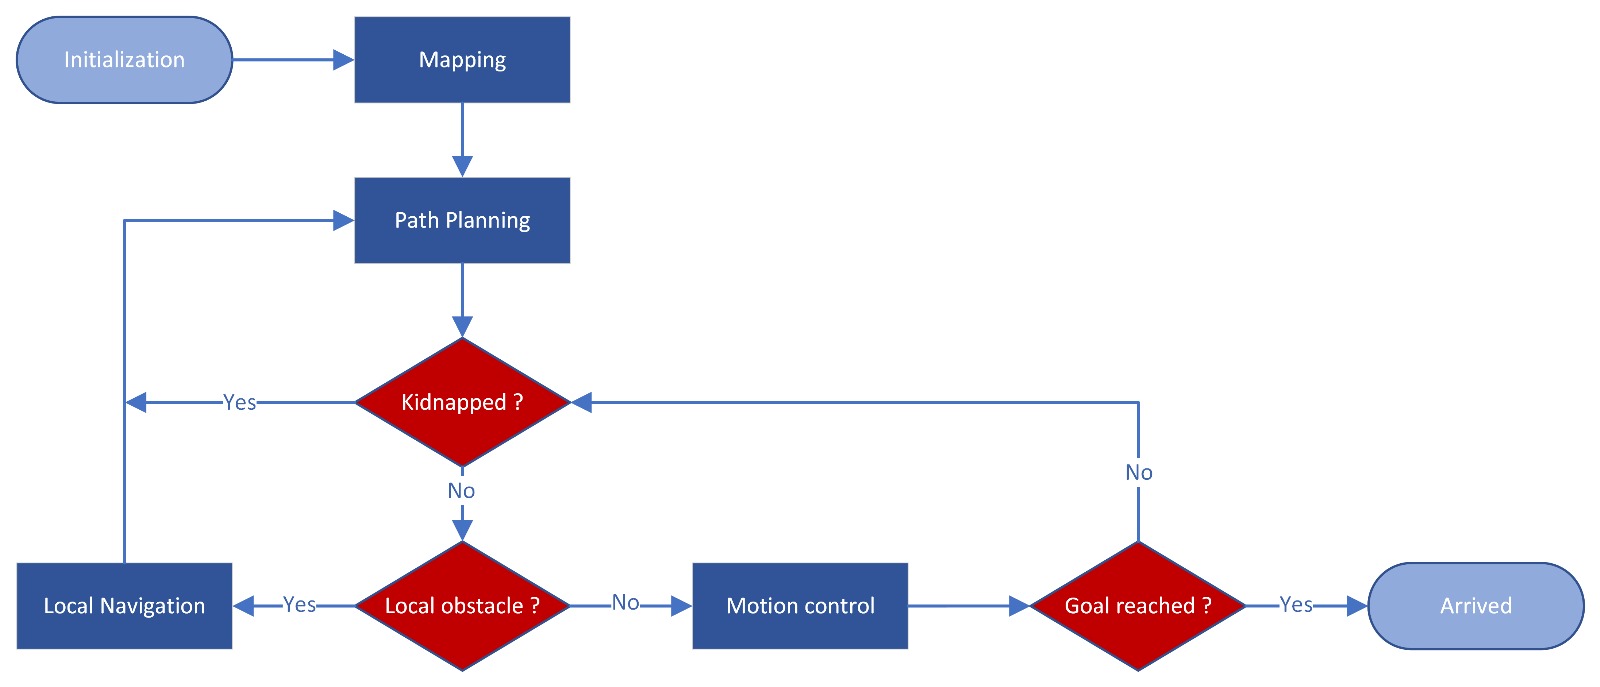 Initialization
Mapping
Path Planning
Kidnapped ?
Yes
No
No
Local Navigation
Yes
Local obstacle ?
No
Motion control
Goal reached ?
Yes
Arrived